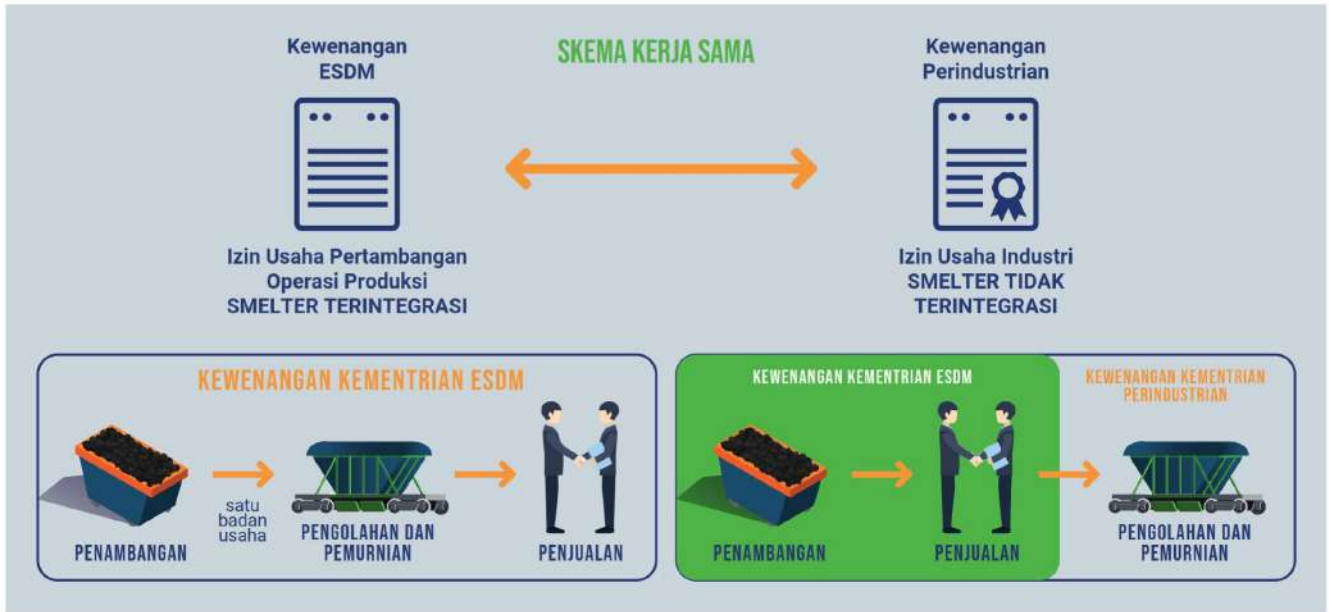 Kewenangan
ESDM
SKEMA KERJA SAMA
Kewenangan
Perindustrian
Izin Usaha Pertambangan
Operasi Produksi
SMELTER TERINTEGRASI
Izin Usaha Industri
SMELTER TIDAK
TERINTEGRASI
KEWENANGAN KEMENTRIAN ESDM
satu
badan
usaha
PENAMBANGAN
PENGOLAHAN DAN
PEMURNIAN
PENJUALAN
KEWENANGAN KEMENTRIAN ESDM
KEWENANGAN KEMENTRIAN
PERINDUSTRIAN
PENAMBANGAN
PENJUALAN
PENGOLAHAN DAN
PEMURNIAN